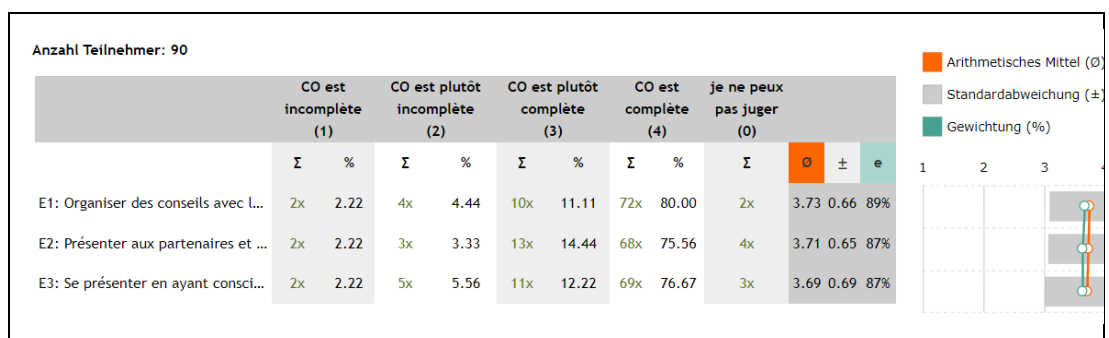 Anzahl Teilnehmer: 90
CO est incomplète (1) CO est plutôt incomplète (2) CO est plutôt complète (3) CO est complète (4) je ne peux pas juger (0)
Σ % Σ % Σ % Σ % Σ Ø ± e
E1: Organiser des conseils avec l... 2x 2.22 4x 4.44 10x 11.11 72x 80.00 2x 3.73 0.66 89%
E2: Présenter aux partenaires et ... 2x 2.22 3x 3.33 13x 14.44 68x 75.56 4x 3.71 0.65 87%
E3: Se présenter en ayant consci... 2x 2.22 5x 5.56 11x 12.22 69x 76.67 3x 3.69 0.69 87%
Arithmetisches Mittel (Ø)
Standardabweichung (±)
Gewichtung (%)
1 2 3